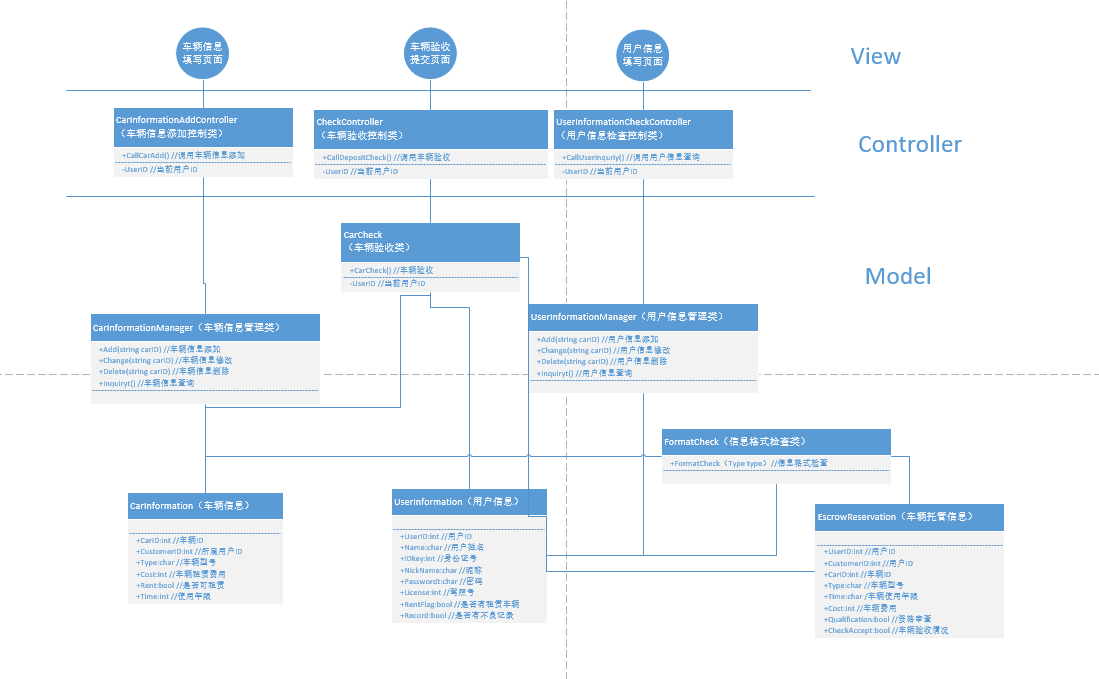 车辆信息
填写页面
车辆验收
提交页面
用户信息
填写页面
View
CarInformationAddController
（车辆信息添加控制类）
+CallCarAdd() //调用车辆信息添加
-UserID //当前用户ID
CheckController
（车辆验收控制类）
+CallDepositCheck() //调用车辆验收
-UserID //当前用户ID
UserInformationCheckController
（用户信息检查控制类）
+CallUserInquriy() //调用用户信息查询
-UserID //当前用户ID
Controller
CarCheck
（车辆验收类）
+CarCheck() //车辆验收
-UserID //当前用户ID
Model
CarInformationManager（车辆信息管理类）
+Add(string carID) //车辆信息添加
+Change(string carID) //车辆信息修改
+Delete(string carID) //车辆信息删除
+Inquiryt() //车辆信息查询
UserInformationManager（用户信息管理类）
+Add(string carID) //用户信息添加
+Change(string carID) //用户信息修改
+Delete(string carID) //用户信息删除
+Inquiryt() //用户信息查询
FormatCheck（信息格式检查类）
+FormatCheck（Type type）//信息格式检查
CarInformation（车辆信息）
+CarID:int //车辆ID
+CustomerID:int //所属用户ID
+Type:char //车辆型号
+Cost:int //车辆租赁费用
+Rent:bool //是否可租赁
+Time:int //使用年限
UserInformation（用户信息）
+UserID:int //用户ID
+Name:char //用户姓名
+IDkey:int //身份证号
+NickName:char //昵称
+Passwordt:char //密码
+License:int //驾照号
+RentFlag:bool //是否有租赁车辆
+Record:bool //是否有不良记录
EscrowReservation（车辆托管信息）
+UserID:int //用户ID
+CustomerID:int //用户ID
+CarID:int //车辆ID
+Type:char //车辆型号
+Time:char //车辆使用年限
+Cost:int //车辆费用
+Qualification:bool //资格审查
+CheckAccept:bool //车辆验收情况